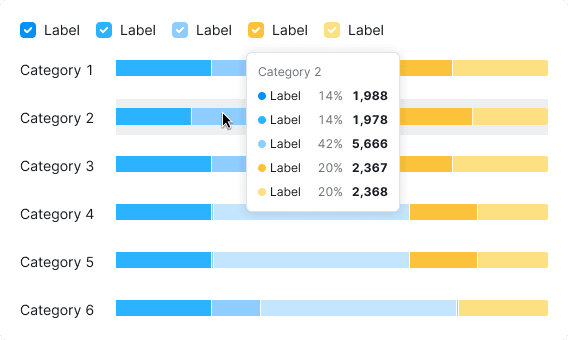 Label Label Label Label Label
Category 1
Category 2
Category 2
Label 14% 1,988
Label 14% 1,978
Label 42% 5,666
Label 20% 2,367
Label 20% 2,368
Category 3
Category 4
Category 5
Category 6